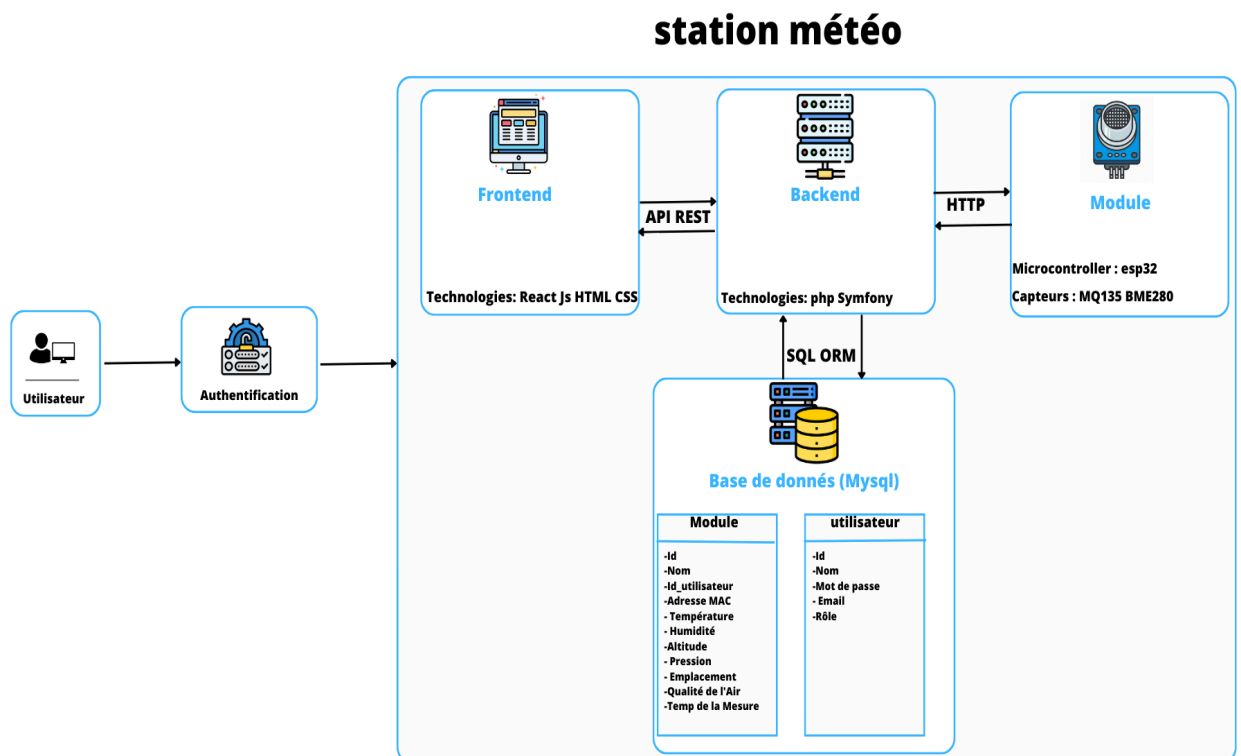 station météo
Frontend
Technologies: React Js HTML CSS
API REST
Backend
Technologies: php Symfony
HTTP
Module
Microcontroller : esp32
Capteurs : MQ135 BME280
Utilisateur
Authentification
SQL ORM
Base de donnés (Mysql)
Module
-Id
-Nom
-Id_utilisateur
-Adresse MAC
- Température
- Humidité
-Altitude
- Pression
- Emplacement
-Qualité de l'Air
-Temp de la Mesure
utilisateur
-Id
-Nom
-Mot de passe
- Email
-Rôle